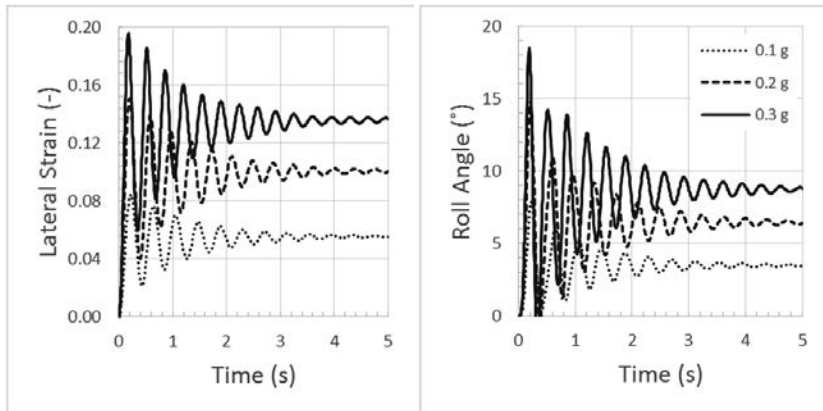 0.20
0.16
0.12
0.08
0.04
0.00
Lateral Strain (-)
0 1 2 3 4 5
Time (s)
20
15
10
5
0
Roll Angle (°)
0.1 g
0.2 g
0.3 g
0 1 2 3 4 5
Time (s)